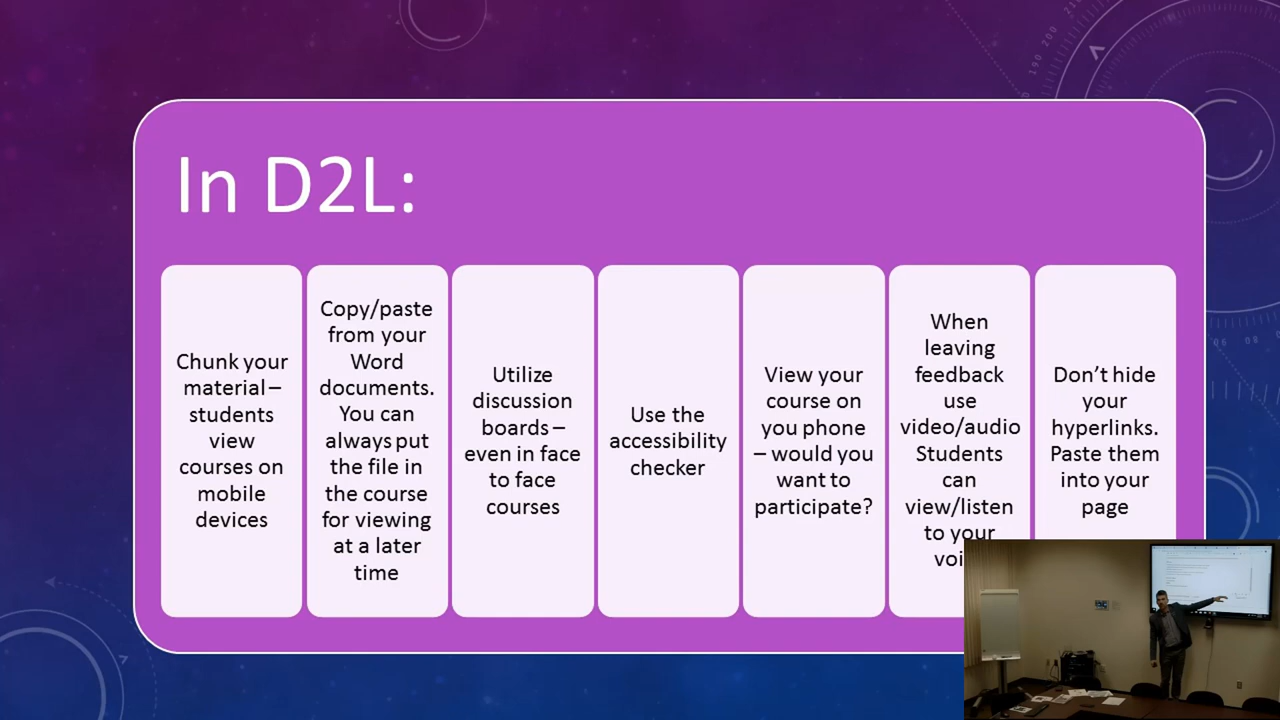 In D2L:
Chunk your
material –
students
view
courses on
mobile
devices
Copy/paste
from your
Word
documents.
You can
always put
the file in
the course
for viewing
at a later
time
Utilize
discussion
boards –
even in face
to face
courses
Use the
accessibility
checker
View your
course on
you phone
– would you
want to
participate?
When
leaving
feedback
use
video/audio
Students
can
view/listen
to your
Don’t hide
your
hyperlinks.
Paste them
into your
page
190 200 210